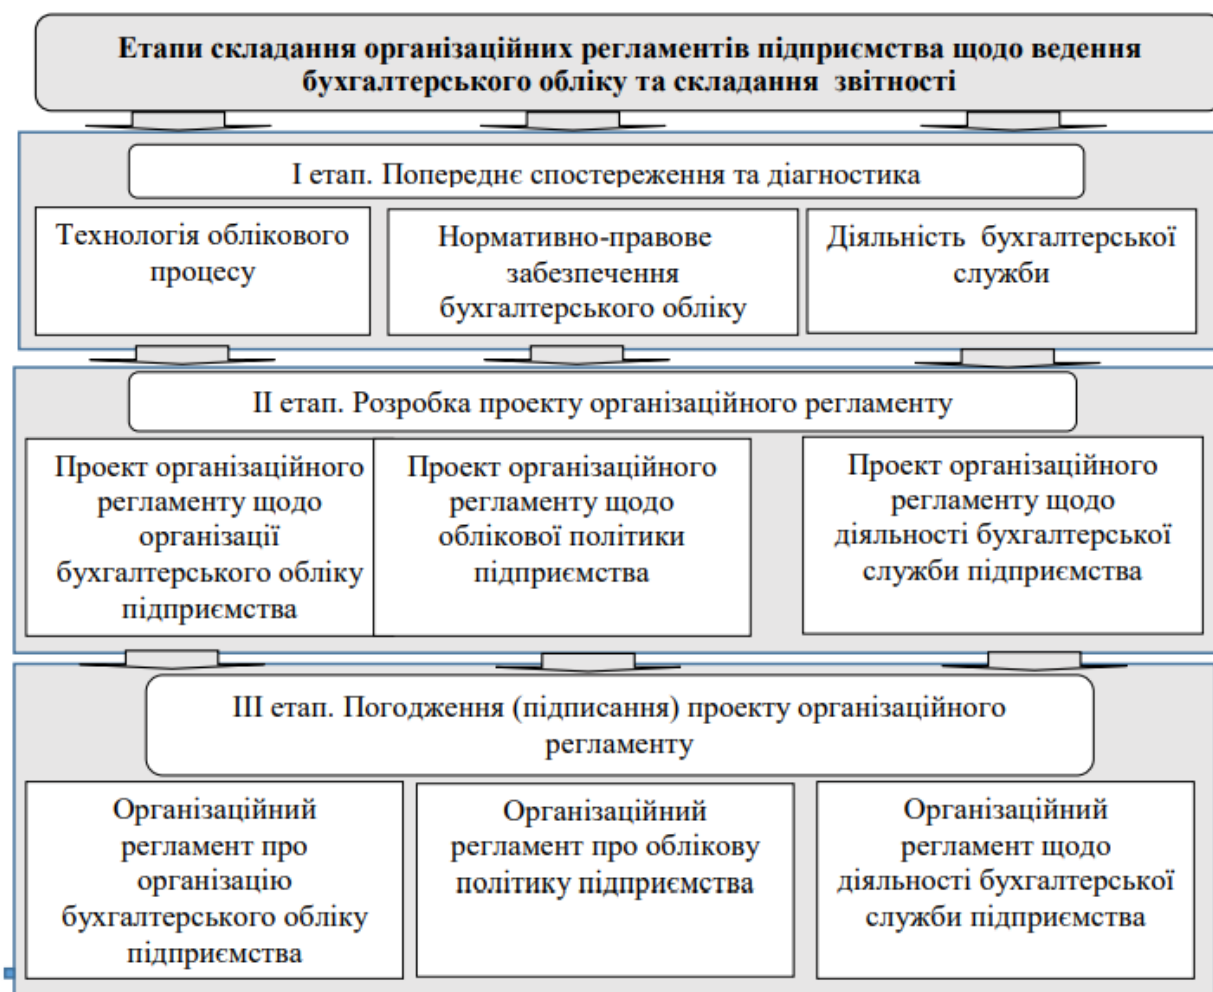 Етапи складання організаційних регламентів підприємства щодо ведення
бухгалтерського обліку та складання звітності
І етап. Попереднє спостереження та діагностика
Технологія облікового
процесу
Нормативно-правове
забезпечення
бухгалтерського обліку
Діяльність бухгалтерської
служби
ІІ етап. Розробка проекту організаційного регламенту
Проект організаційного
регламенту щодо
організації
бухгалтерського обліку
підприємства
Проект організаційного
регламенту щодо
облікової політики
підприємства
Проект організаційного
регламенту щодо
діяльності бухгалтерської
служби підприємства
ІІІ етап. Погодження (підписання) проекту організаційного
регламенту
Організаційний
регламент про
організацію
бухгалтерського обліку
підприємства
Організаційний
регламент про облікову
політику підприємства
Організаційний
регламент щодо
діяльності бухгалтерської
служби підприємства